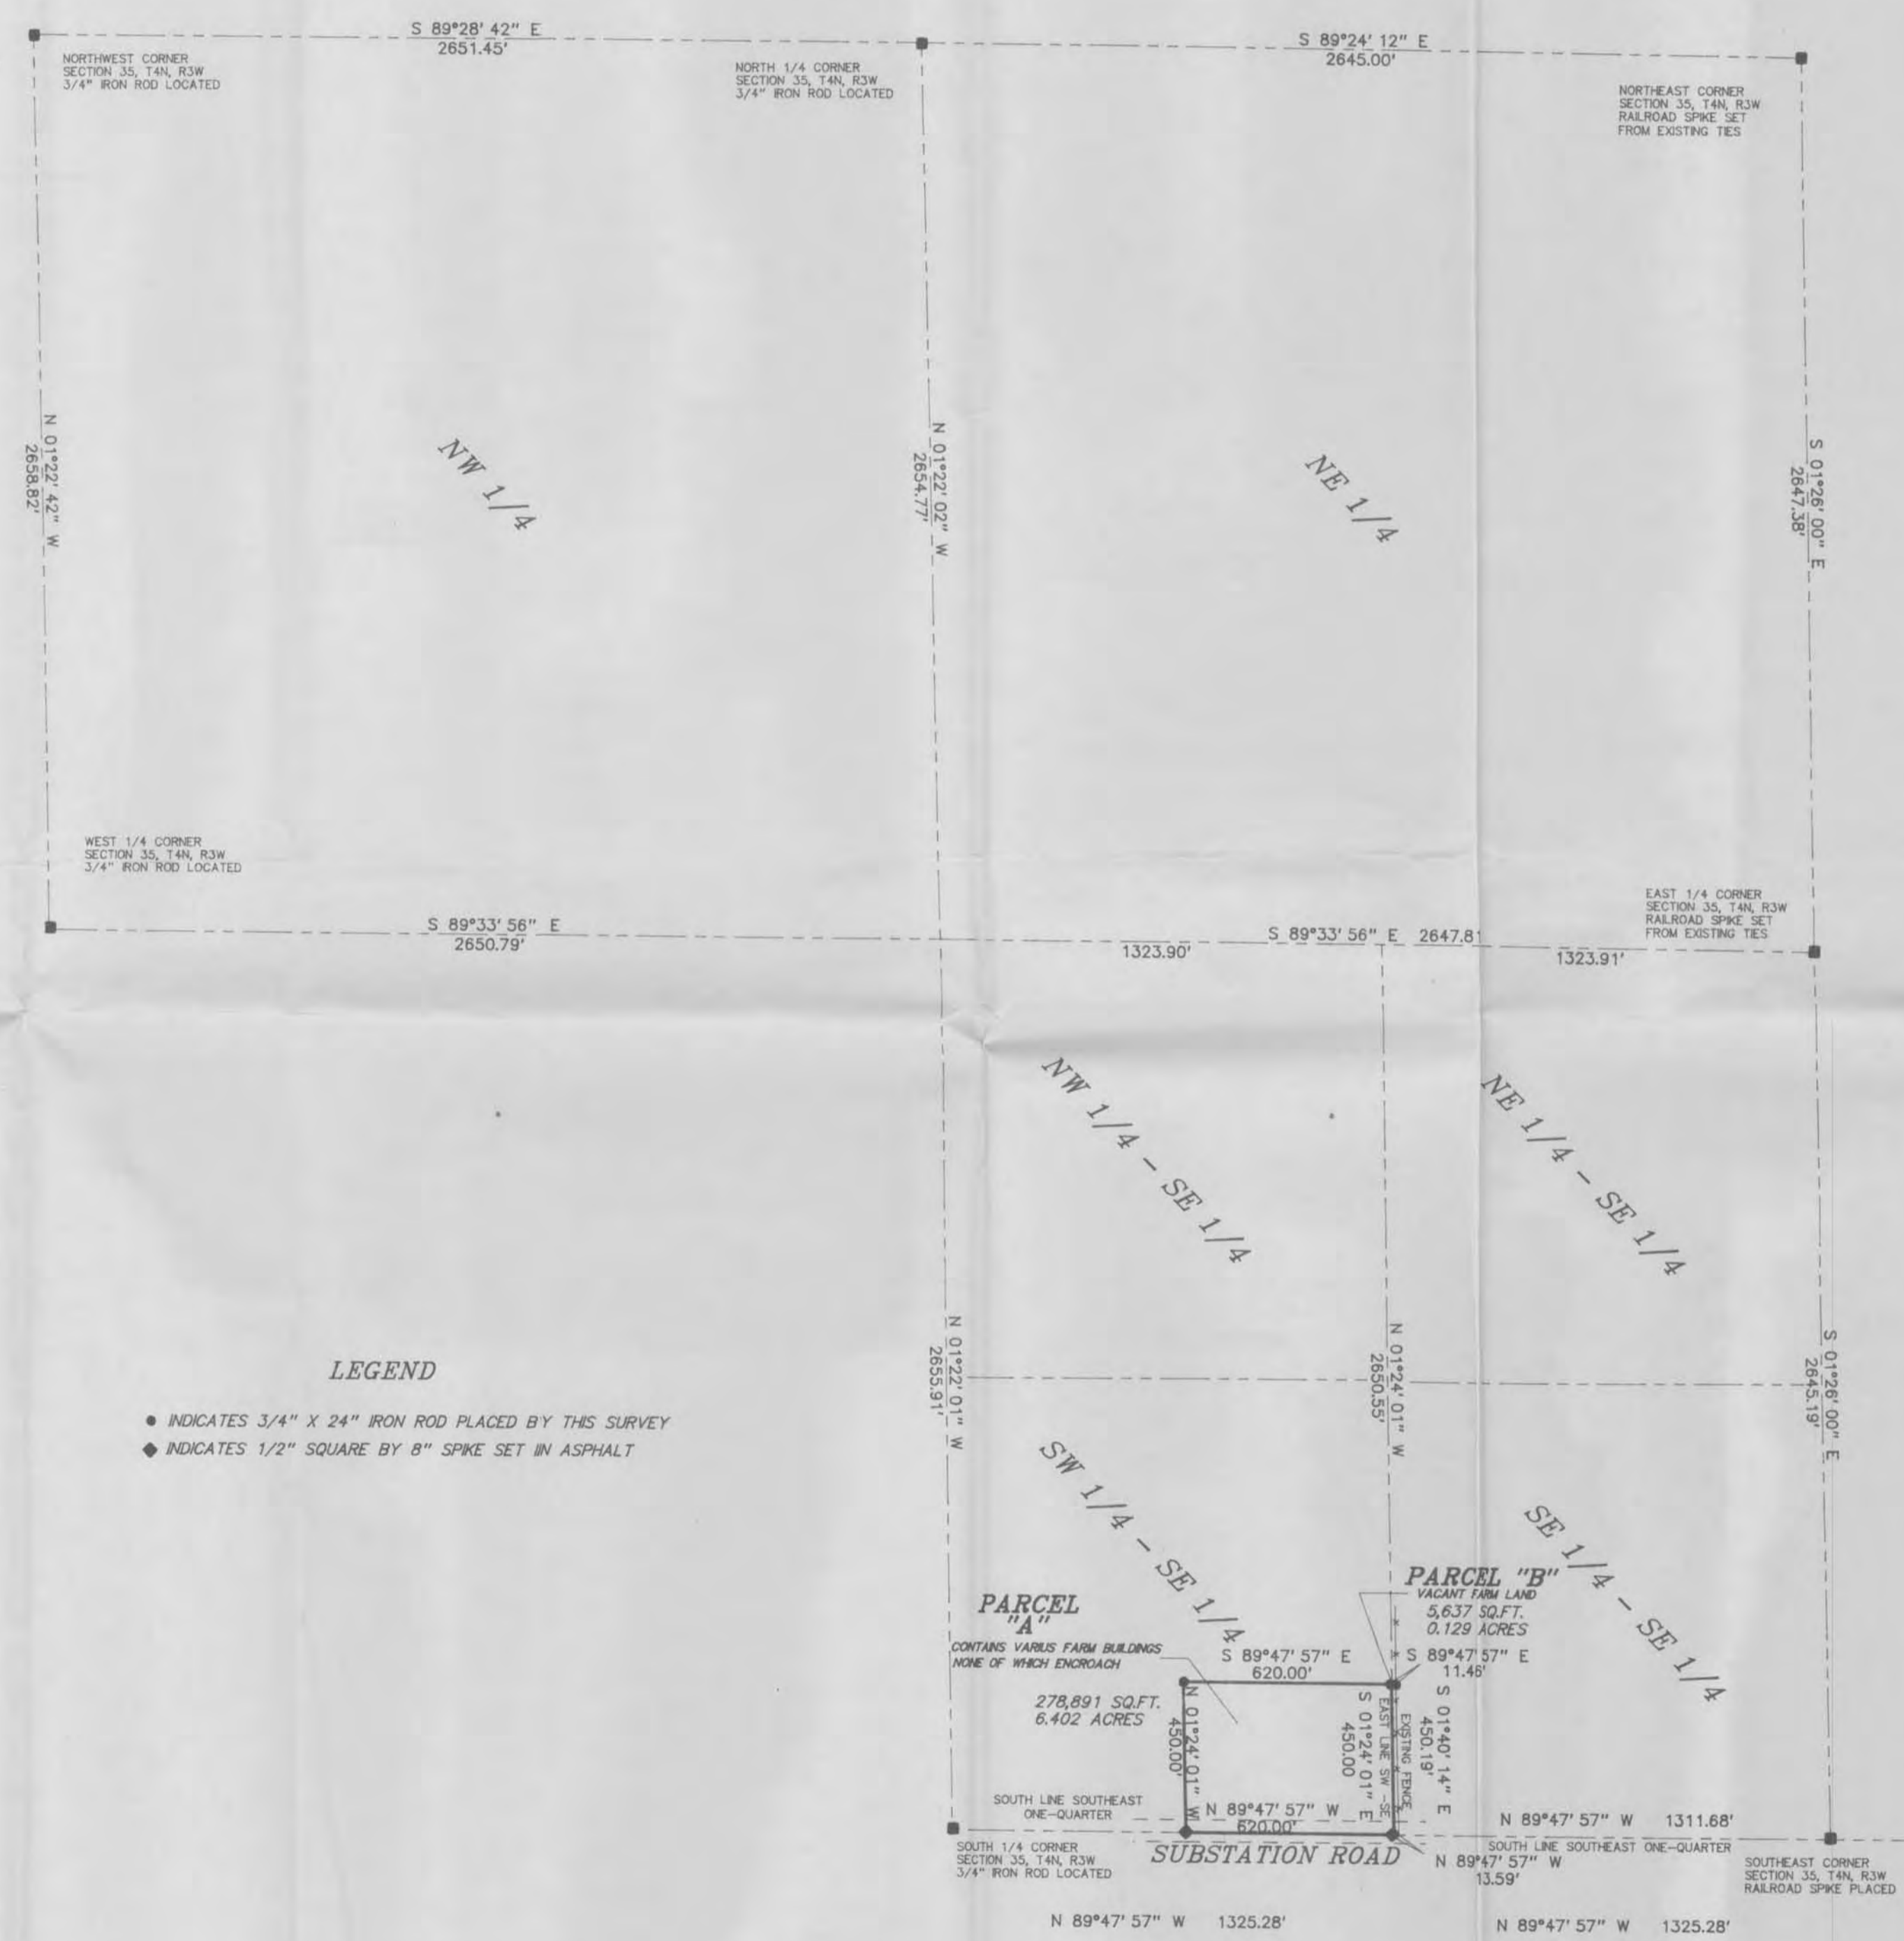 S 89°28' 42" E
2651.45'
S 89°24' 12" E
2645.00'
NORTHWEST CORNER
SECTION 35, T4N, R3W
3/4" IRON ROD LOCATED
NORTH 1/4 CORNER
SECTION 35, T4N, R3W
3/4" IRON ROD LOCATED
NORTHEAST CORNER
SECTION 35, T4N, R3W
RAILROAD SPIKE SET
FROM EXISTING TIES
N 01°22' 42" W
2658.82'
NW 1/4
N 01°22' 02" W
2654.77'
NE 1/4
S 01°26' 00" E
2647.38'
WEST 1/4 CORNER
SECTION 35, T4N, R3W
3/4" IRON ROD LOCATED
EAST 1/4 CORNER
SECTION 35, T4N, R3W
RAILROAD SPIKE SET
FROM EXISTING TIES
S 89°33' 56" E
2650.79'
S 89°33' 56" E 2647.81
1323.90'
1323.91'
NW 1/4 - SE 1/4
NE 1/4 - SE 1/4
N 01°22' 01" W
2655.91'
N 01°24' 01" W
2650.55'
S 01°26' 00" E
2645.19'
LEGEND
INDICATES 3/4" X 24" IRON ROD PLACED BY THIS SURVEY
INDICATES 1/2" SQUARE BY 8" SPIKE SET IIN ASPHALT
SW 1/4 - SE 1/4
SE 1/4 - SE 1/4
PARCEL
"A"
CONTAINS VARIUS FARM BUILDINGS
NONE OF WHICH ENCROACH
278,891 SQ.FT.
6.402 ACRES
PARCEL "B"
VACANT FARM LAND
5,637 SQ.FT.
0.129 ACRES
S 89°47' 57" E
620.00'
S 89°47' 57" E
11.46'
N 01°24' 01" W
450.00'
S 01°24' 01" E
450.00
EAST LINE SW -SE
EXISTING FENCE
S 01°40' 14" E
450.19'
SOUTH LINE SOUTHEAST
ONE-QUARTER
N 89°47' 57" W
620.00'
N 89°47' 57" W 1311.68'
SOUTH 1/4 CORNER
SECTION 35, T4N, R3W
3/4" IRON ROD LOCATED
SUBSTATION ROAD
SOUTH LINE SOUTHEAST ONE-QUARTER
N 89°47' 57" W
13.59'
SOUTHEAST CORNER
SECTION 35, T4N, R3W
RAILROAD SPIKE PLACED
N 89°47' 57" W 1325.28'
N 89°47' 57" W 1325.28'